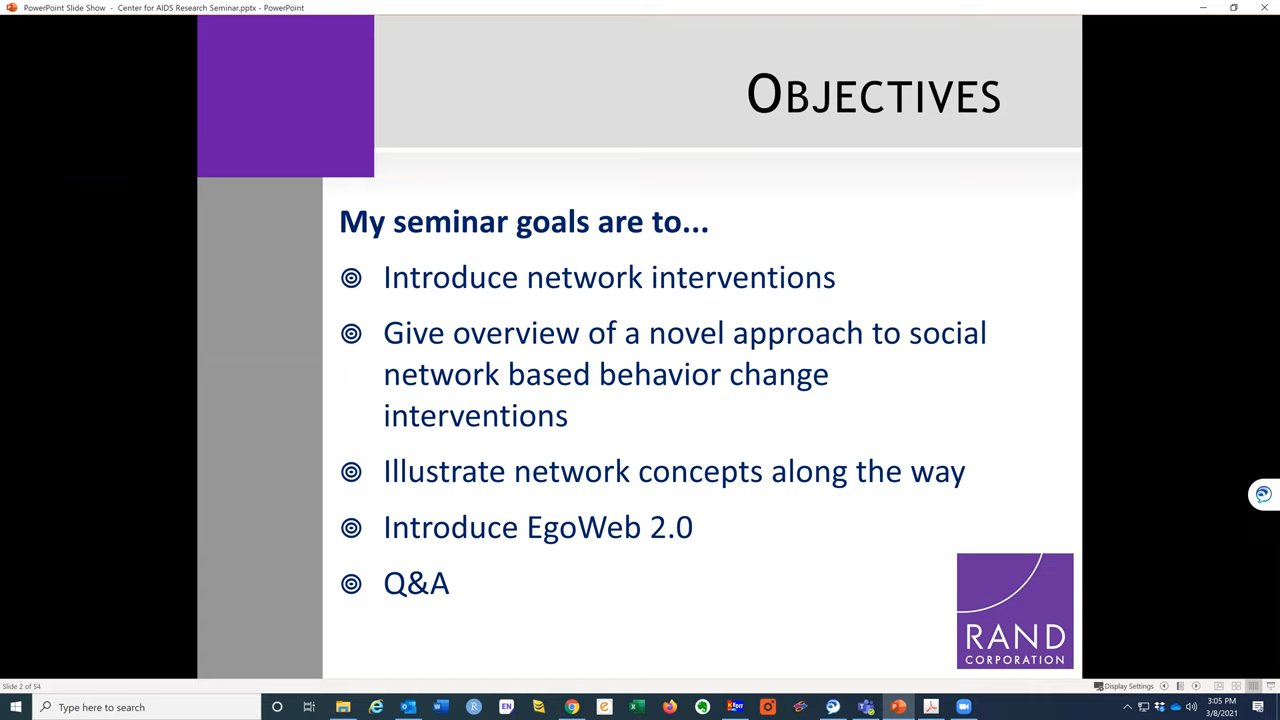 PowerPoint Slide Show - Center for AIDS Research Seminar.pptx - PowerPoint
OBJECTIVES
My seminar goals are to...
Introduce network interventions
Give overview of a novel approach to social
network based behavior change
interventions
Illustrate network concepts along the way
Introduce EgoWeb 2.0
Q&A
RAND
CORPORATION
Slide 2 of 54
Display Settings
Type here to search
EN
3:05 PM
3/8/2021